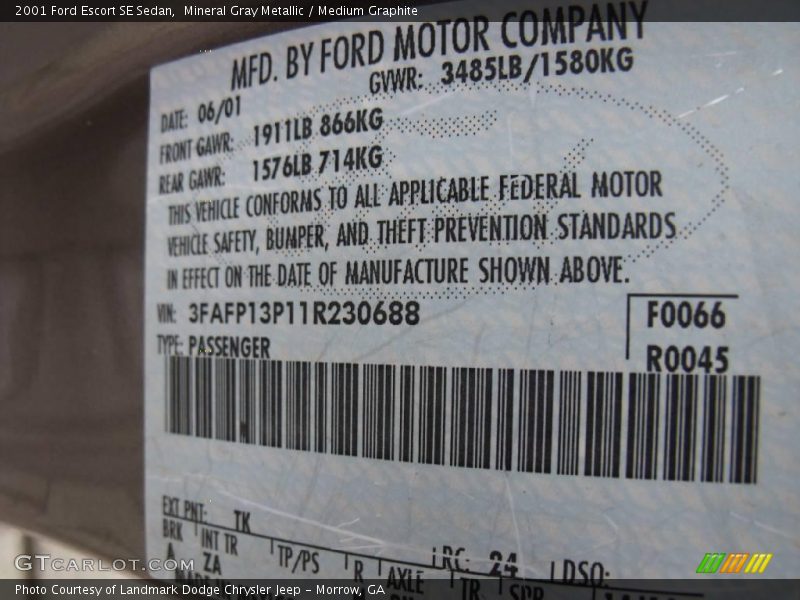 2001 Ford Escort SE Sedan, Mineral Gray Metallic / Medium Graphite
MFD. BY FORD MOTOR COMPANY
DATE: 06/01 GVWR: 3485LB/1580KG
FRONT GAWR: 1911LB 866KG
REAR GAWR: 1576LB 714KG
THIS VEHICLE CONFORMS TO ALL APPLICABLE FEDERAL MOTOR
VEHICLE SAFETY, BUMPER, AND THEFT PREVENTION STANDARDS
IN EFFECT ON THE DATE OF MANUFACTURE SHOWN ABOVE.
VIN: 3FAFP13P11R230688 F0066
TYPE: PASSENGER R0045
EXT PNT: TK RC: 24 DSO:
BRK INT TR TP/PS R AXLE TR SPR
A ZA
GTCARLOT.COM
Photo Courtesy of Landmark Dodge Chrysler Jeep - Morrow, GA